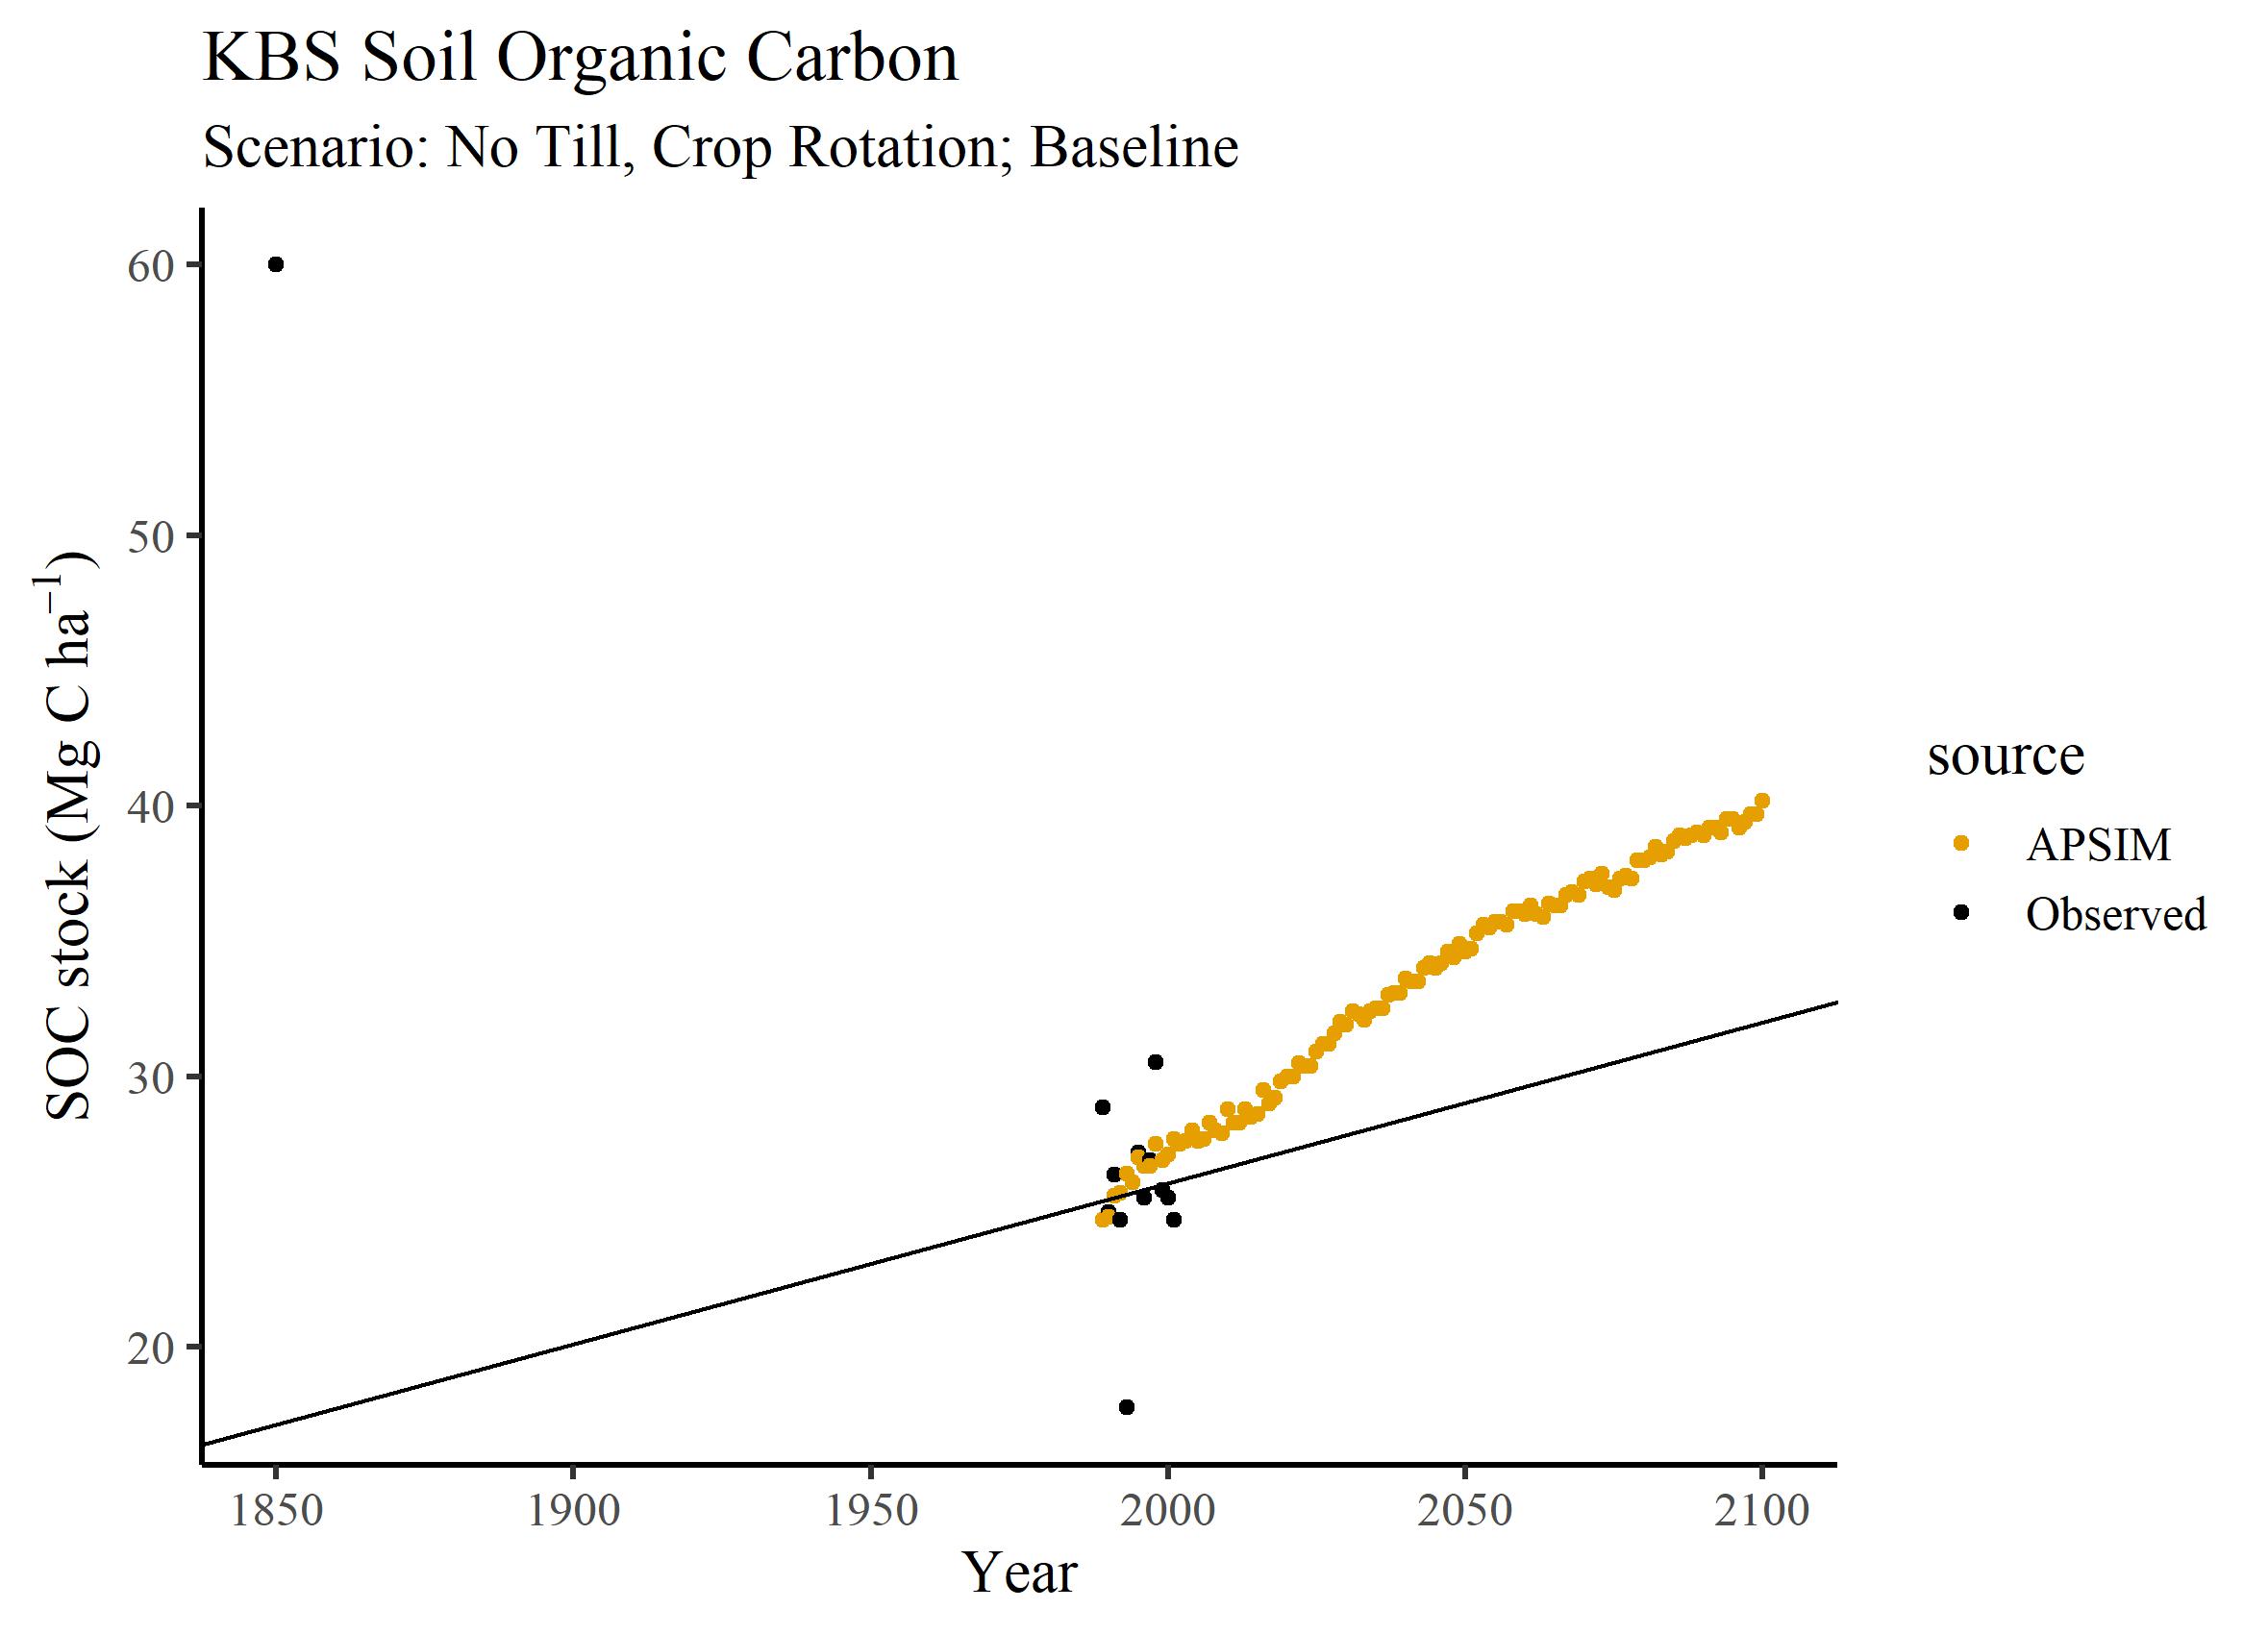 KBS Soil Organic Carbon
Scenario: No Till, Crop Rotation; Baseline
SOC stock (Mg C ha⁻¹)
60
50
40
30
20
1850 1900 1950 2000 2050 2100
Year
source
APSIM
Observed